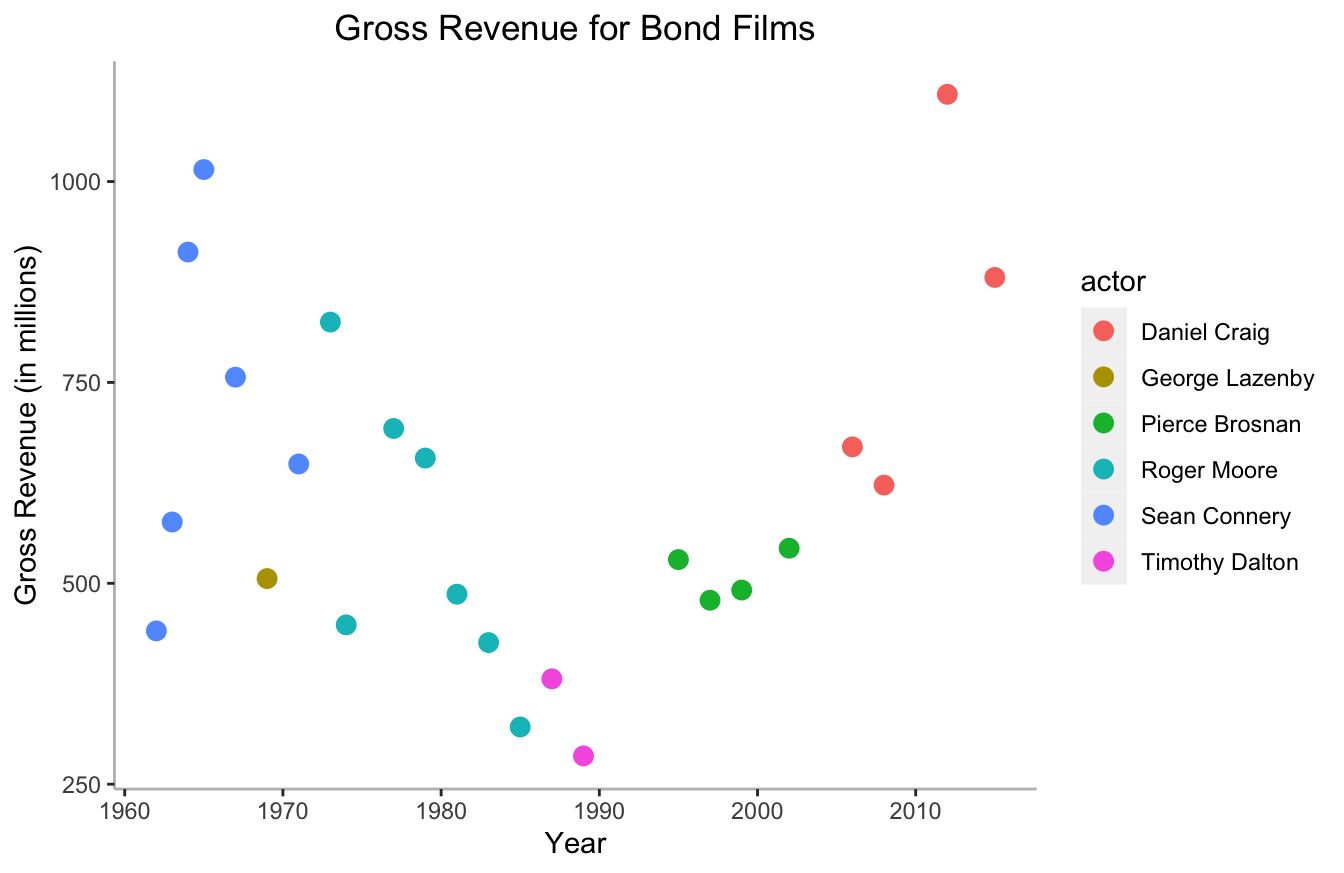 Gross Revenue for Bond Films
Gross Revenue (in millions)
1000
750
500
250
1960 1970 1980 1990 2000 2010
Year
actor
Daniel Craig
George Lazenby
Pierce Brosnan
Roger Moore
Sean Connery
Timothy Dalton